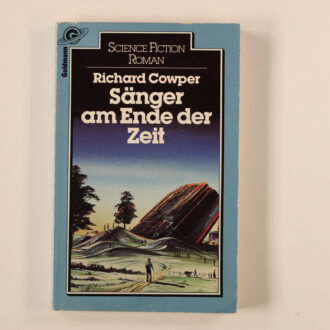 Goldmann
SCIENCE FICTION
ROMAN
Richard Cowper
Sänger
am Ende der
Zeit